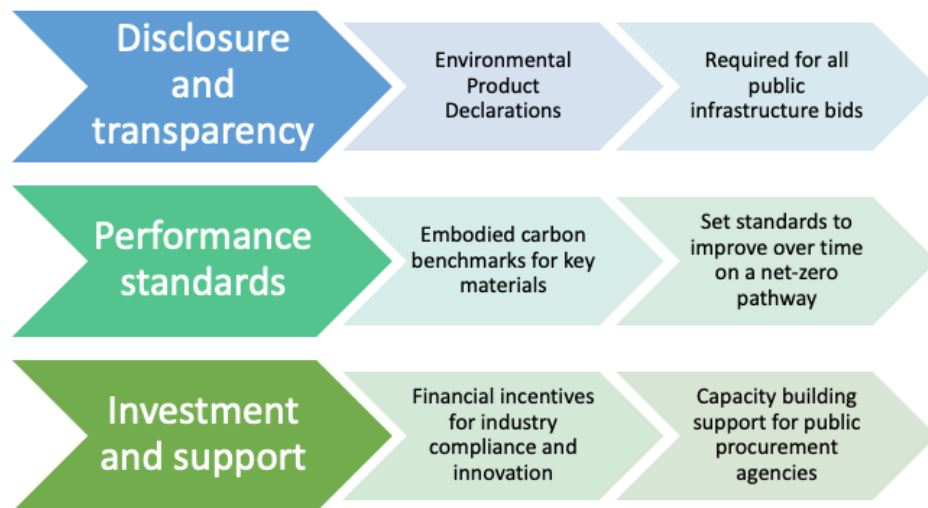 Disclosure
and
transparency
Environmental
Product
Declarations
Required for all
public
infrastructure bids
Performance
standards
Embodied carbon
benchmarks for key
materials
Set standards to
improve over time
on a net-zero
pathway
Investment
and support
Financial incentives
for industry
compliance and
innovation
Capacity building
support for public
procurement
agencies